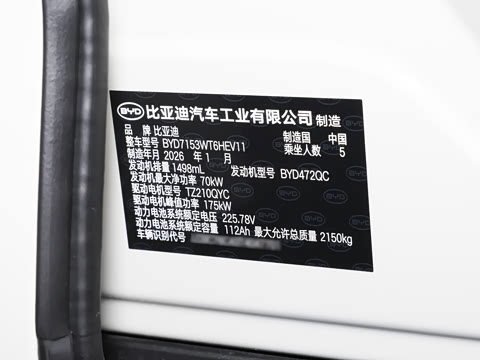 BYD 比亚迪汽车工业有限公司 制造
品 牌 比亚迪 制造国 中国
整车型号 BYD7153WT6HEV11 乘坐人数 5
制造年月 2026 年 1 月
发动机排量 1498mL 发动机型号 BYD472QC
发动机最大净功率 70kW
驱动电机型号 TZ210QYC
驱动电机峰值功率 175kW
动力电池系统额定电压 225.78V
动力电池系统额定容量 112Ah 最大允许总质量 2150kg
车辆识别代号